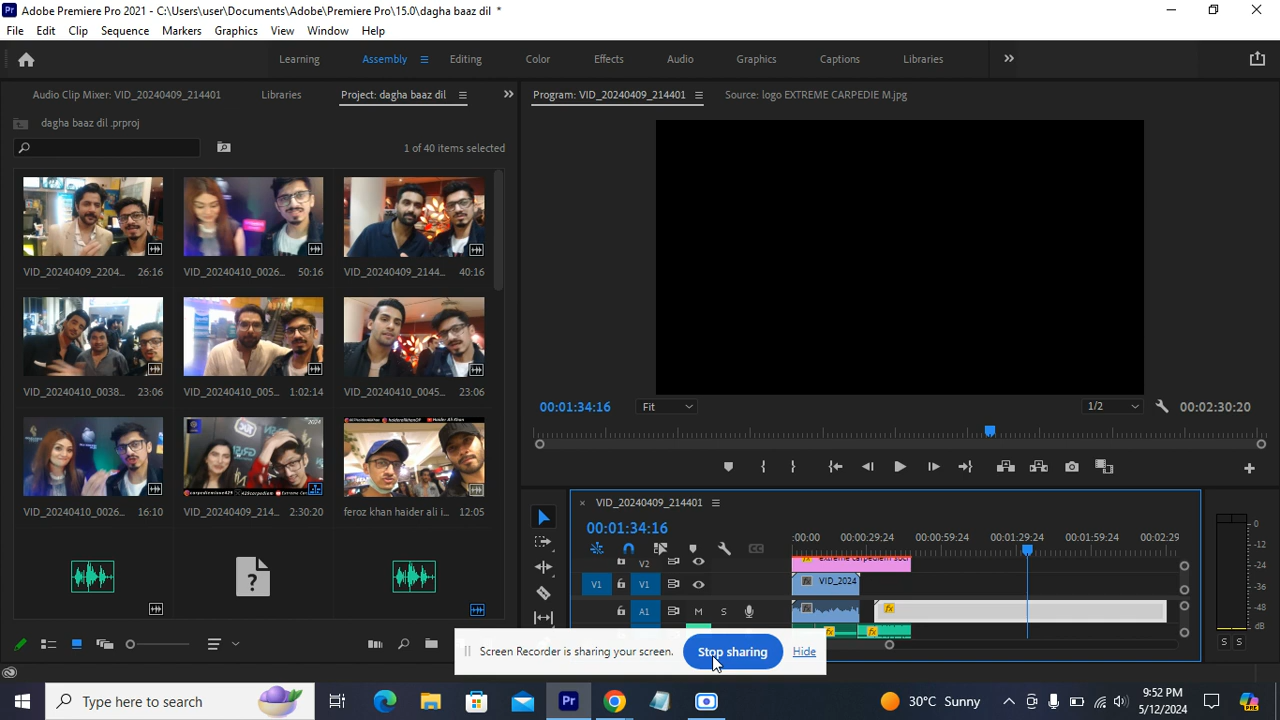 Adobe Premiere Pro 2021 - C:\Users\user\Documents\Adobe\Premiere Pro\15.0\dagha baaz dil *
File Edit Clip Sequence Markers Graphics View Window Help
Learning Assembly Editing Color Effects Audio Graphics Captions Libraries
Audio Clip Mixer: VID_20240409_214401 Libraries Project: dagha baaz dil
Program: VID_20240409_214401 Source: logo EXTREME CARPEDIE M.jpg
dagha baaz dil .prproj
1 of 40 items selected
VID_20240409_2204... 26:16 VID_20240410_0026... 50:16 VID_20240409_2144... 40:16
VID_20240410_0038... 23:06 VID_20240410_005... 1:02:14 VID_20240410_0045... 23:06
VID_20240410_0026... 16:10 VID_20240409_214... 2:30:20 feroz khan haider ali i... 12:05
00:01:34:16 Fit 1/2 00:02:30:20
VID_20240409_214401
00:01:34:16
:00:00 00:00:29:24 00:00:59:24 00:01:29:24 00:01:59:24 00:02:29
V2
V1 V1 VID_2024
A1 M S
0
-12
-24
-36
-48
dB
S S
Screen Recorder is sharing your screen. Stop sharing Hide
Type here to search
30°C Sunny
9:52 PM
5/12/2024